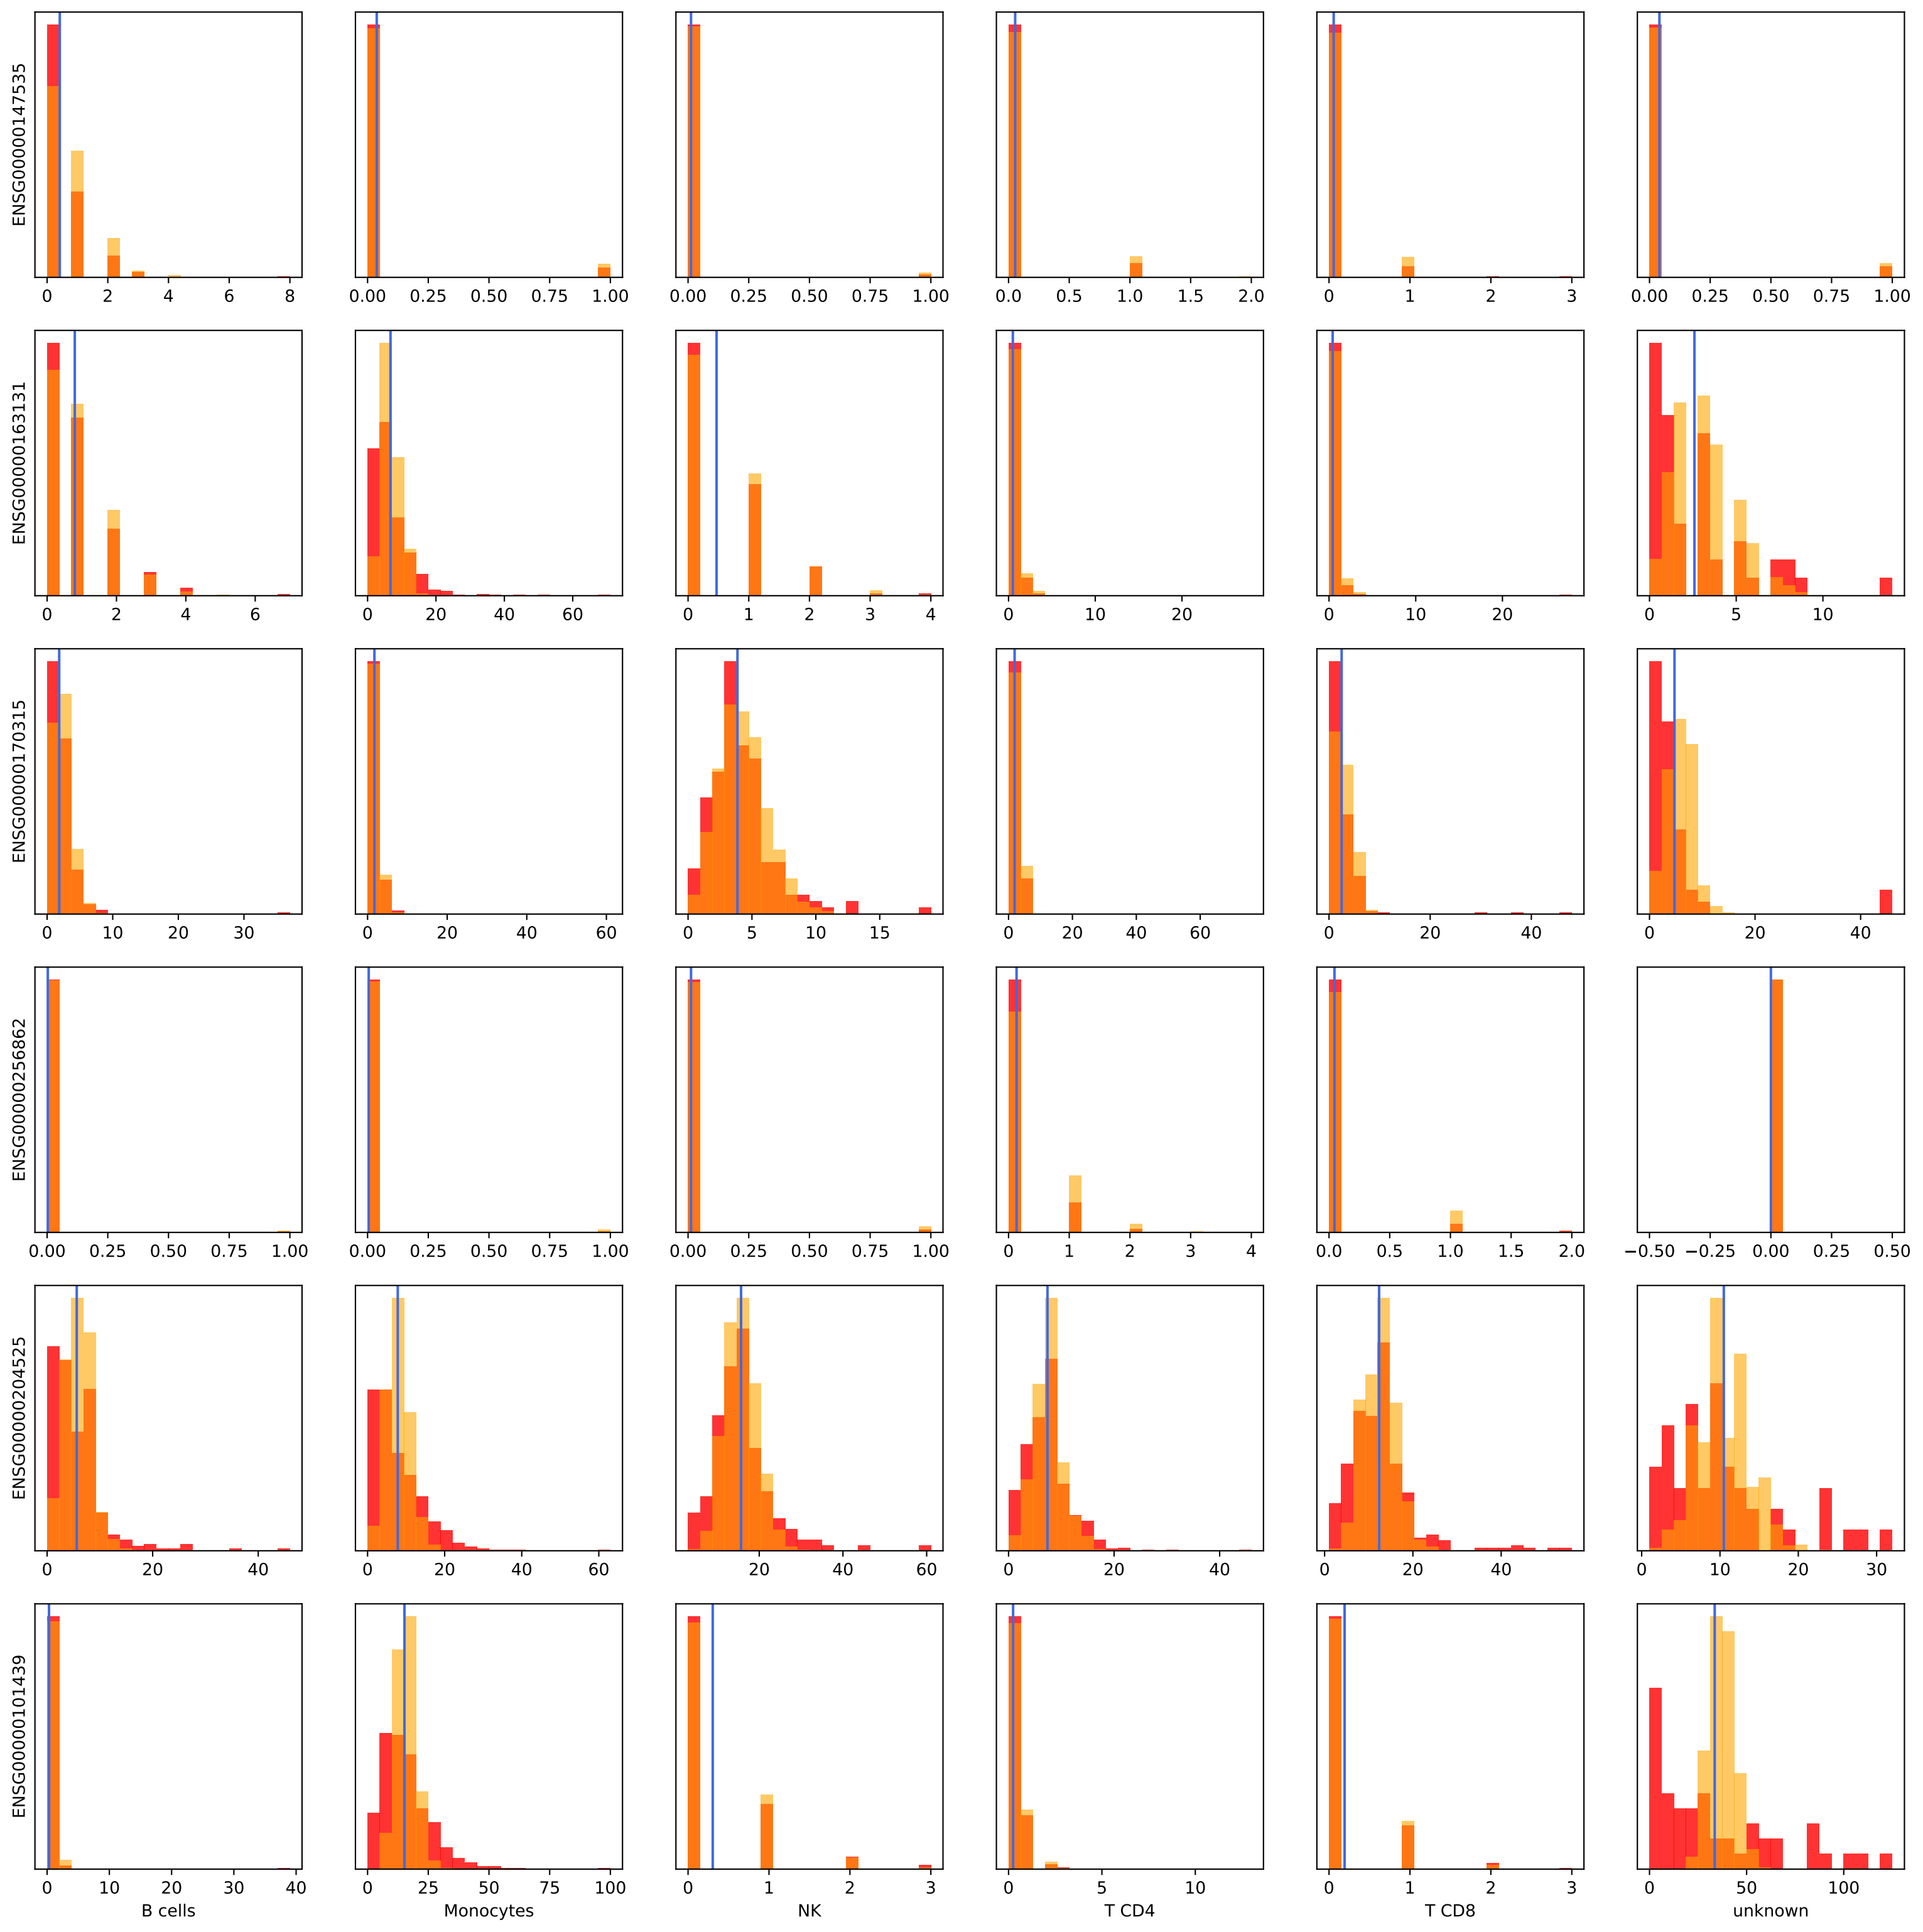 ENSG00000147535
0 2 4 6 8
0.00 0.25 0.50 0.75 1.00
0.00 0.25 0.50 0.75 1.00
0.0 0.5 1.0 1.5 2.0
0 1 2 3
0.00 0.25 0.50 0.75 1.00
ENSG00000163131
0 2 4 6
0 20 40 60
0 1 2 3 4
0 10 20
0 10 20
0 5 10
ENSG00000170315
0 10 20 30
0 20 40 60
0 5 10 15
0 20 40 60
0 20 40
0 20 40
ENSG00000256862
0.00 0.25 0.50 0.75 1.00
0.00 0.25 0.50 0.75 1.00
0.00 0.25 0.50 0.75 1.00
0 1 2 3 4
0.0 0.5 1.0 1.5 2.0
−0.50 −0.25 0.00 0.25 0.50
ENSG00000204525
0 20 40
0 20 40 60
20 40 60
0 20 40
0 20 40
0 10 20 30
ENSG00000101439
0 10 20 30 40
0 25 50 75 100
0 1 2 3
0 5 10
0 1 2 3
0 50 100
B cells
Monocytes
NK
T CD4
T CD8
unknown